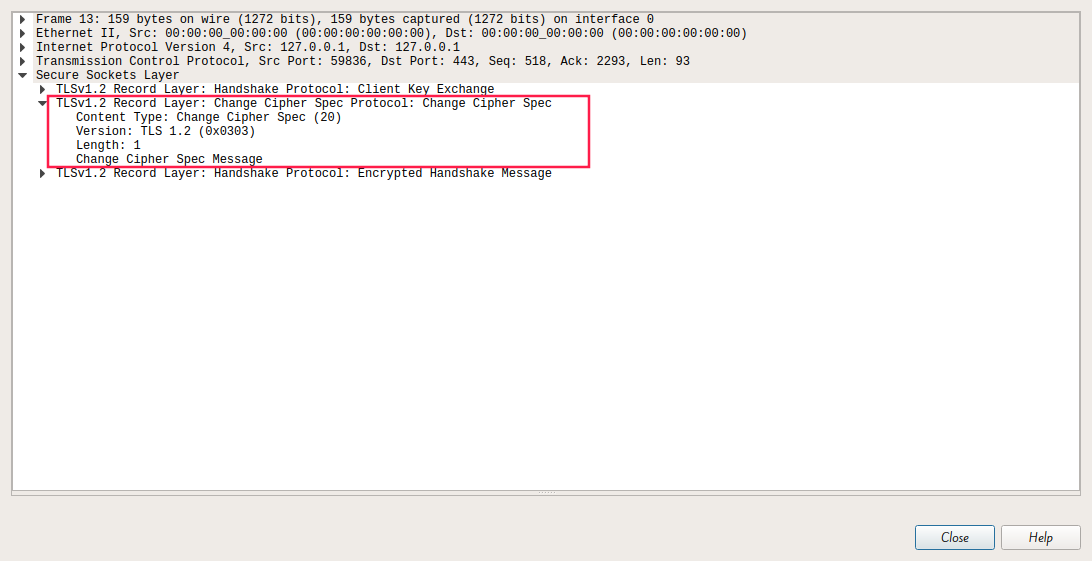 Frame 13: 159 bytes on wire (1272 bits), 159 bytes captured (1272 bits) on interface 0
Ethernet II, Src: 00:00:00_00:00:00 (00:00:00:00:00:00), Dst: 00:00:00_00:00:00 (00:00:00:00:00:00)
Internet Protocol Version 4, Src: 127.0.0.1, Dst: 127.0.0.1
Transmission Control Protocol, Src Port: 59836, Dst Port: 443, Seq: 518, Ack: 2293, Len: 93
Secure Sockets Layer
TLSv1.2 Record Layer: Handshake Protocol: Client Key Exchange
TLSv1.2 Record Layer: Change Cipher Spec Protocol: Change Cipher Spec
Content Type: Change Cipher Spec (20)
Version: TLS 1.2 (0x0303)
Length: 1
Change Cipher Spec Message
TLSv1.2 Record Layer: Handshake Protocol: Encrypted Handshake Message
Close
Help